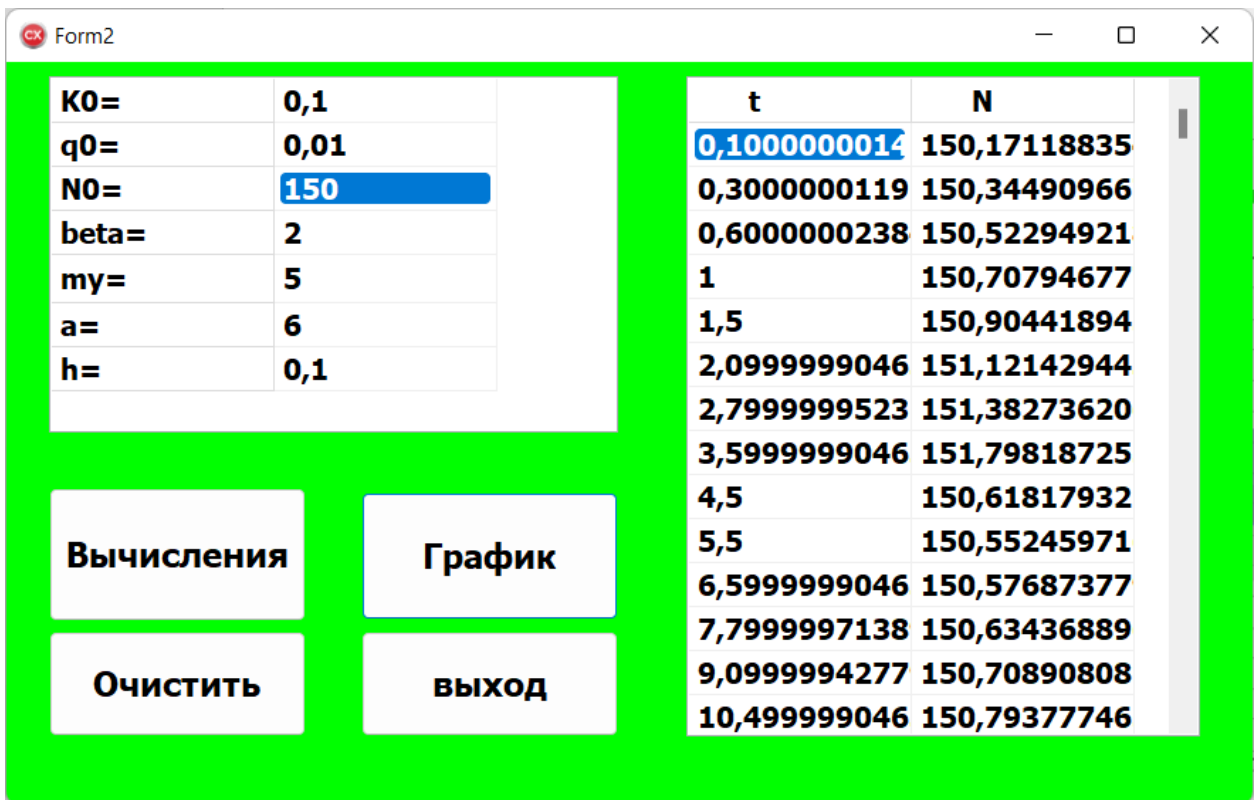 Form2
K0= 0,1
q0= 0,01
N0= 150
beta= 2
my= 5
a= 6
h= 0,1
Вычисления
График
Очистить
выход
t N
0,1000000014 150,17118835
0,3000000119 150,34490966
0,6000000238 150,52294921
1 150,70794677
1,5 150,90441894
2,0999999046 151,12142944
2,7999999523 151,38273620
3,5999999046 151,79818725
4,5 150,61817932
5,5 150,55245971
6,5999999046 150,57687377
7,7999997138 150,63436889
9,0999994277 150,70890808
10,499999046 150,79377746